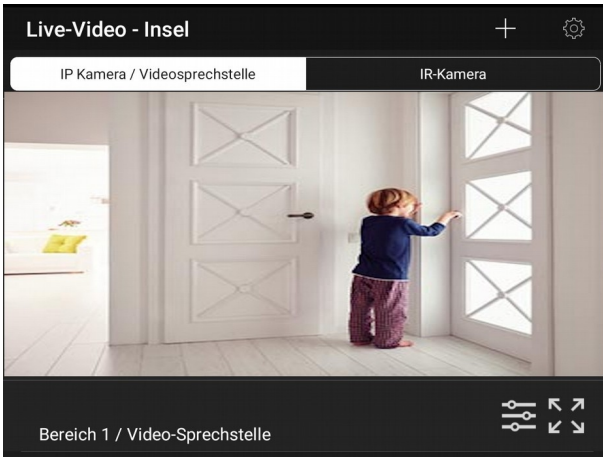 Live-Video - Insel
IP Kamera / Videosprechstelle
IR-Kamera
Bereich 1 / Video-Sprechstelle